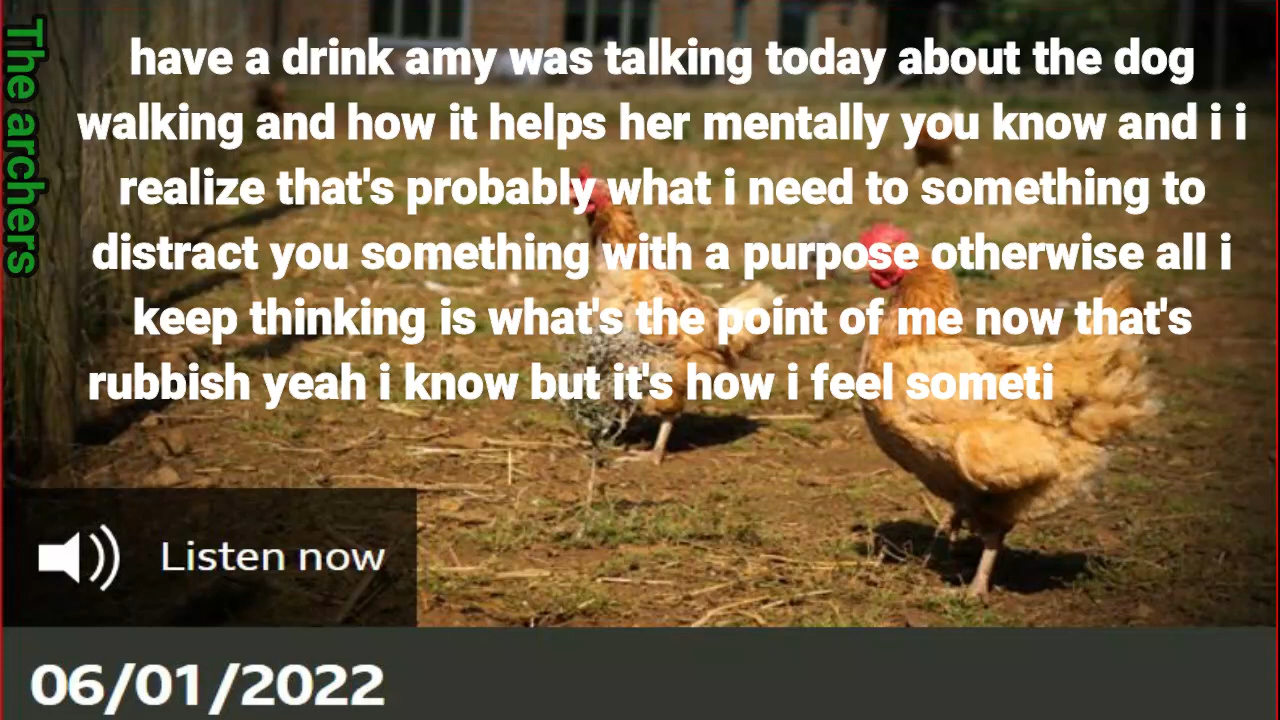 The archers
have a drink amy was talking today about the dog
walking and how it helps her mentally you know and i i
realize that's probably what i need to something to
distract you something with a purpose otherwise all i
keep thinking is what's the point of me now that's
rubbish yeah i know but it's how i feel someti
Listen now
06/01/2022